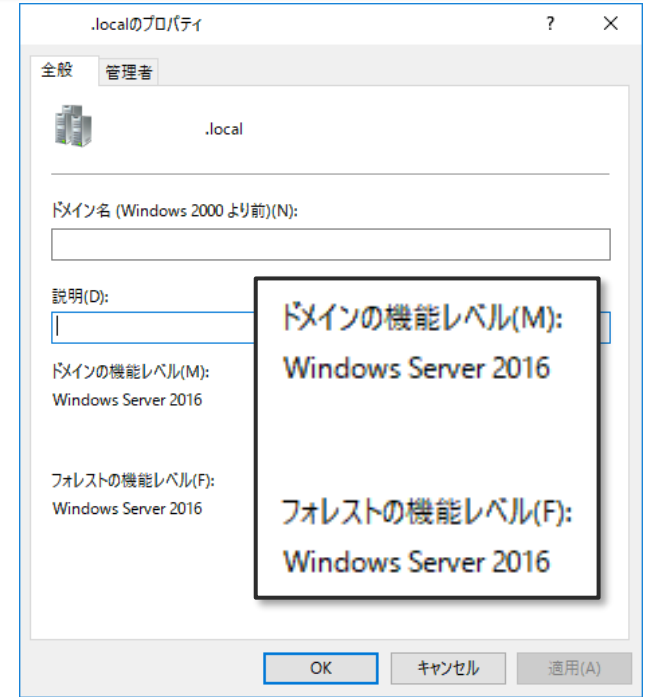 .localのプロパティ
? ×
全般 管理者
.local
ドメイン名 (Windows 2000 より前)(N):
説明(D):
ドメインの機能レベル(M):
Windows Server 2016
フォレストの機能レベル(F):
Windows Server 2016
ドメインの機能レベル(M):
Windows Server 2016
フォレストの機能レベル(F):
Windows Server 2016
OK キャンセル 適用(A)